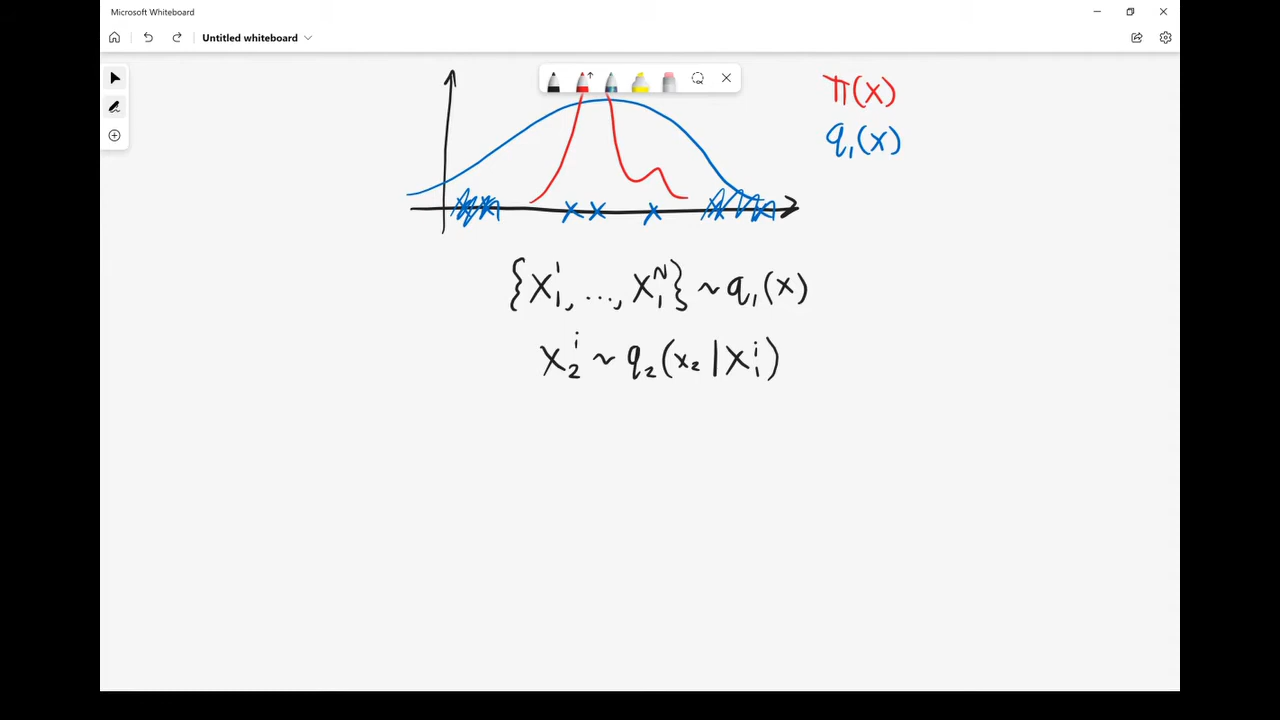 Microsoft Whiteboard
Untitled whiteboard
π(x)
q₁(x)
{X₁¹, ..., X₁ᴺ} ~ q₁(x)
X₂ⁱ ~ q₂(x₂ | X₁ⁱ)